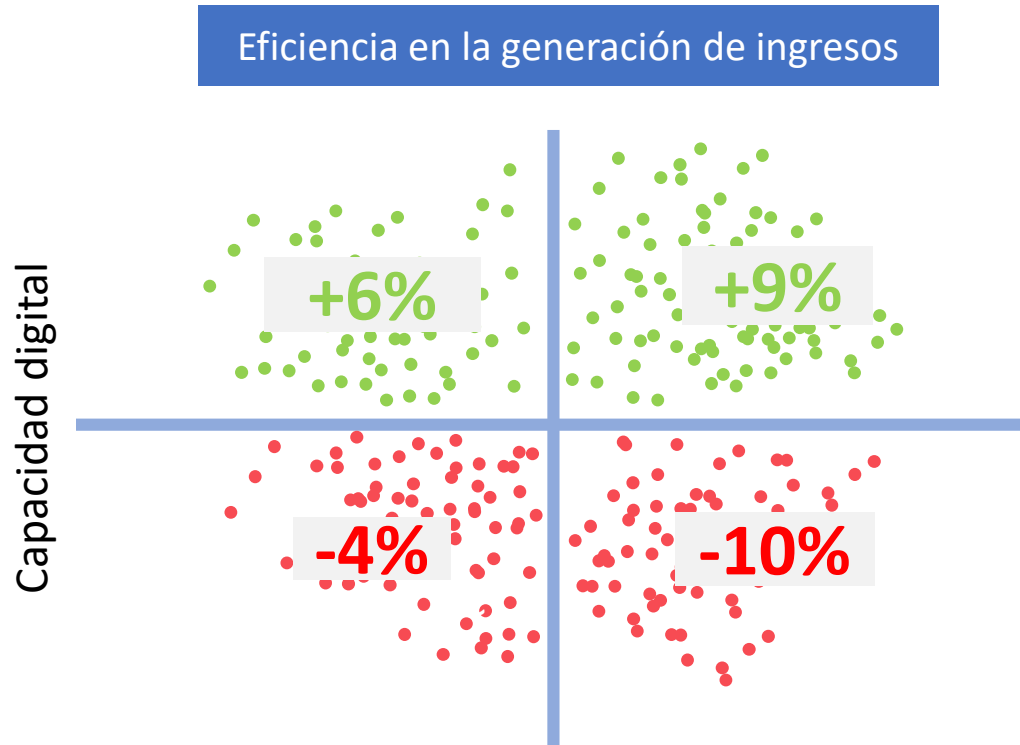 Eficiencia en la generación de ingresos
Capacidad digital
+6%
+9%
-4%
-10%